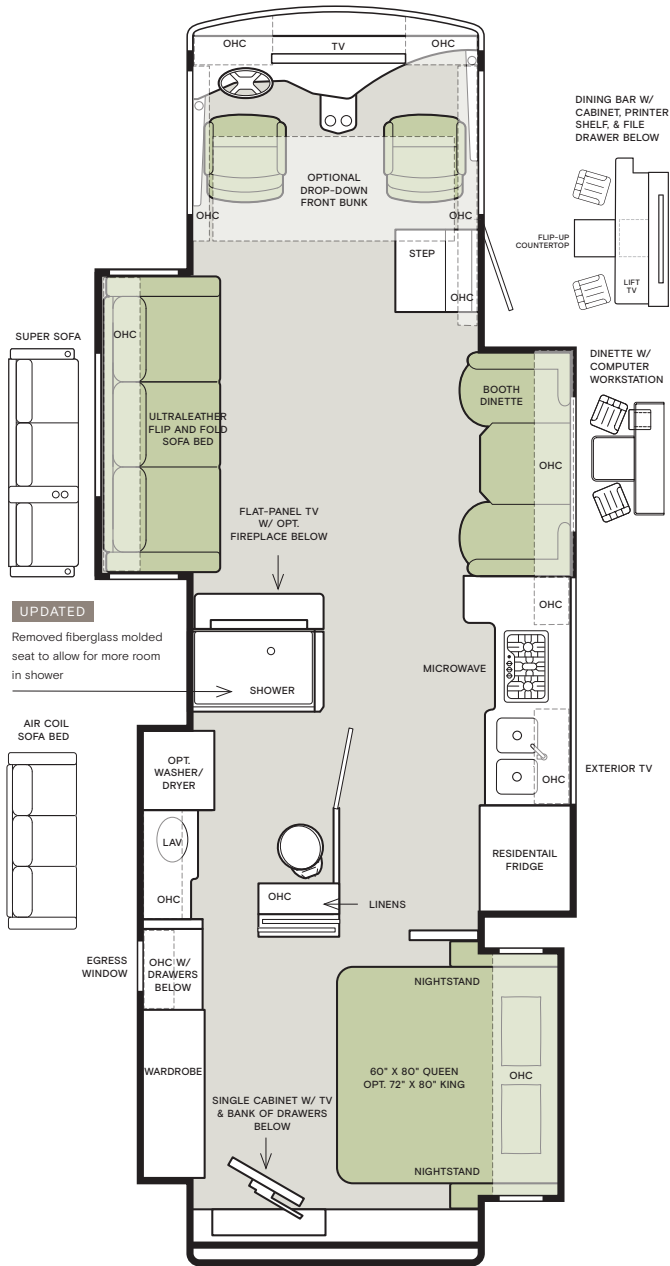 OHC
TV
OHC
DINING BAR W/
CABINET, PRINTER
SHELF, & FILE
DRAWER BELOW
OPTIONAL
DROP-DOWN
FRONT BUNK
OHC
OHC
FLIP-UP
COUNTERTOP
LIFT
TV
STEP
OHC
SUPER SOFA
OHC
DINETTE W/
COMPUTER
WORKSTATION
BOOTH
DINETTE
ULTRALEATHER
FLIP AND FOLD
SOFA BED
OHC
FLAT-PANEL TV
W/ OPT.
FIREPLACE BELOW
UPDATED
Removed fiberglass molded
seat to allow for more room
in shower
OHC
MICROWAVE
SHOWER
AIR COIL
SOFA BED
OPT.
WASHER/
DRYER
EXTERIOR TV
OHC
LAV
RESIDENTAIL
FRIDGE
OHC
OHC
LINENS
EGRESS
WINDOW
OHC W/
DRAWERS
BELOW
NIGHTSTAND
WARDROBE
60" X 80" QUEEN
OPT. 72" X 80" KING
OHC
SINGLE CABINET W/ TV
& BANK OF DRAWERS
BELOW
NIGHTSTAND